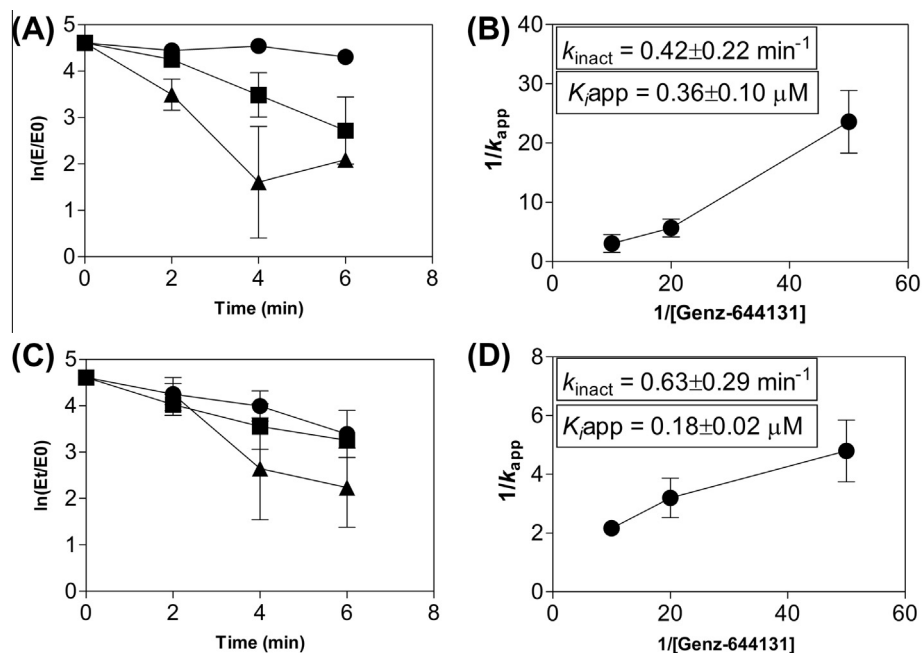 (A)
5
4
3
2
1
0
ln(E/E0)
0 2 4 6 8
Time (min)
(B)
40
30
20
10
0
1/kapp
kinact = 0.42±0.22 min-1
Kiapp = 0.36±0.10 μM
0 20 40 60
1/[Genz-644131]
(C)
5
4
3
2
1
0
ln(Et/E0)
0 2 4 6 8
Time (min)
(D)
8
6
4
2
0
1/kapp
kinact = 0.63±0.29 min-1
Kiapp = 0.18±0.02 μM
0 20 40 60
1/[Genz-644131]